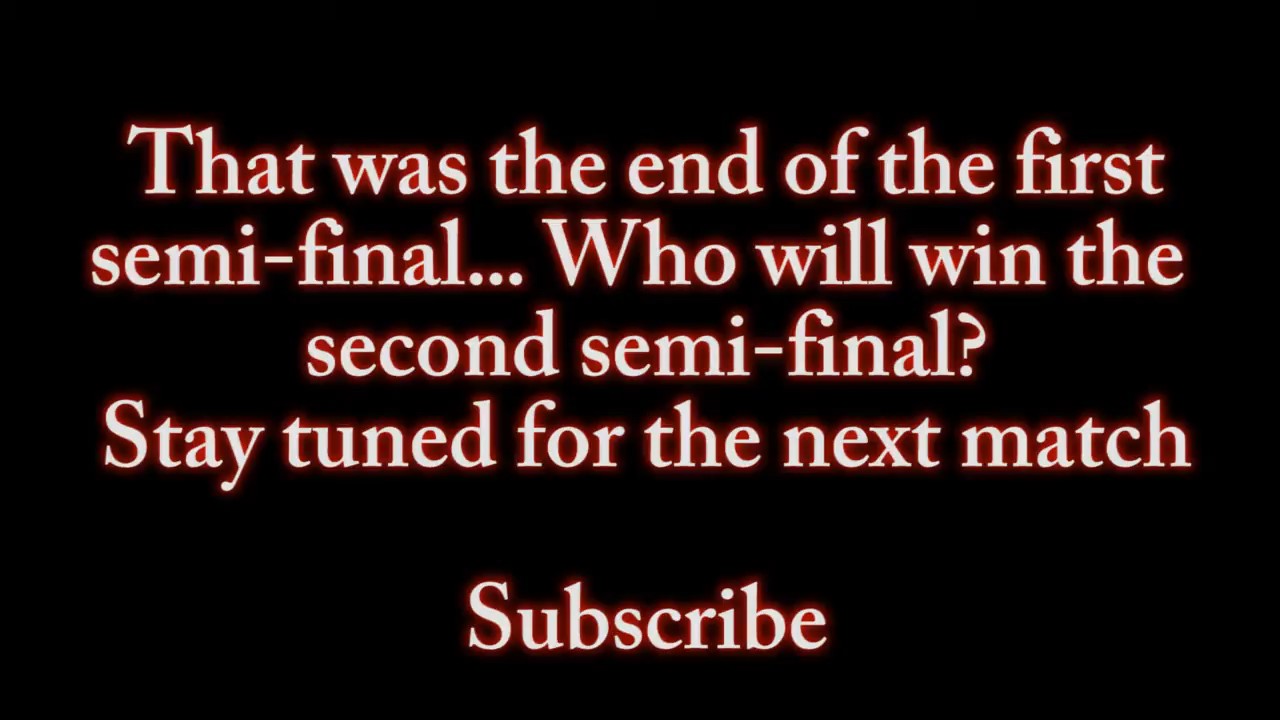 That was the end of the first
semi-final... Who will win the
second semi-final?
Stay tuned for the next match
Subscribe